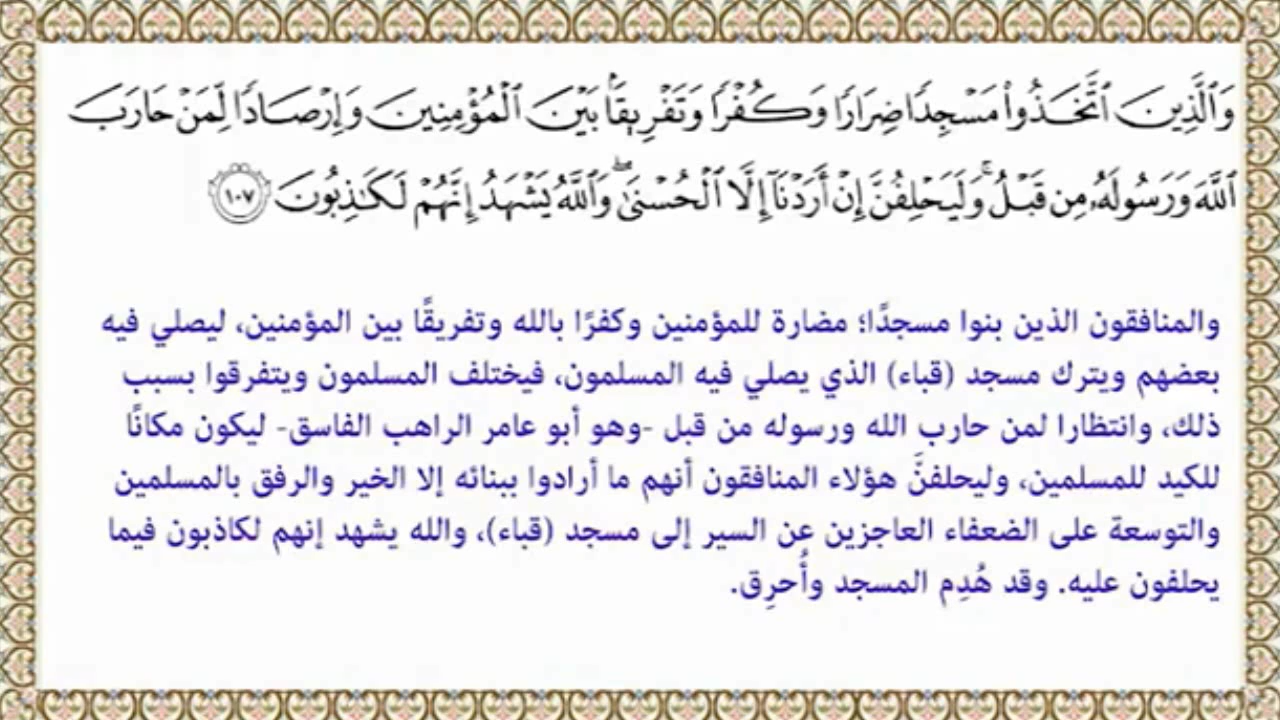 وَٱلَّذِينَ ٱتَّخَذُوا۟ مَسْجِدًا ضِرَارًا وَكُفْرًا وَتَفْرِيقًۢا بَيْنَ ٱلْمُؤْمِنِينَ وَإِرْصَادًا لِّمَنْ حَارَبَ
ٱللَّهَ وَرَسُولَهُۥ مِن قَبْلُ ۚ وَلَيَحْلِفُنَّ إِنْ أَرَدْنَآ إِلَّا ٱلْحُسْنَىٰ ۖ وَٱللَّهُ يَشْهَدُ إِنَّهُمْ لَكَـٰذِبُونَ ١٠٧
والمنافقون الذين بنوا مسجدًا؛ مضارة للمؤمنين وكفرًا بالله وتفريقًا بين المؤمنين، ليصلي فيه
بعضهم ويترك مسجد (قباء) الذي يصلي فيه المسلمون، فيختلف المسلمون ويتفرقوا بسبب
ذلك، وانتظارا لمن حارب الله ورسوله من قبل -وهو أبو عامر الراهب الفاسق- ليكون مكانًا
للكيد للمسلمين، وليحلفنَّ هؤلاء المنافقون أنهم ما أرادوا ببنائه إلا الخير والرفق بالمسلمين
والتوسعة على الضعفاء العاجزين عن السير إلى مسجد (قباء)، والله يشهد إنهم لكاذبون فيما
يحلفون عليه. وقد هُدِم المسجد وأُحرِق.